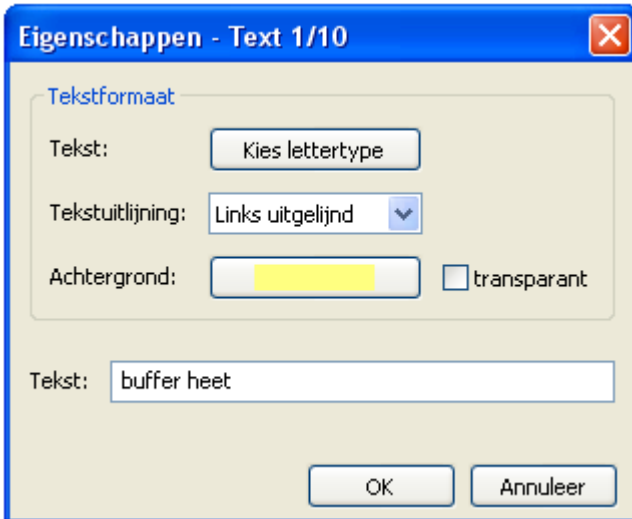 Eigenschappen - Text 1/10
Tekstformaat
Tekst: Kies lettertype
Tekstuitlijning: Links uitgelijnd
Achtergrond: transparant
Tekst: buffer heet
OK Annuleer